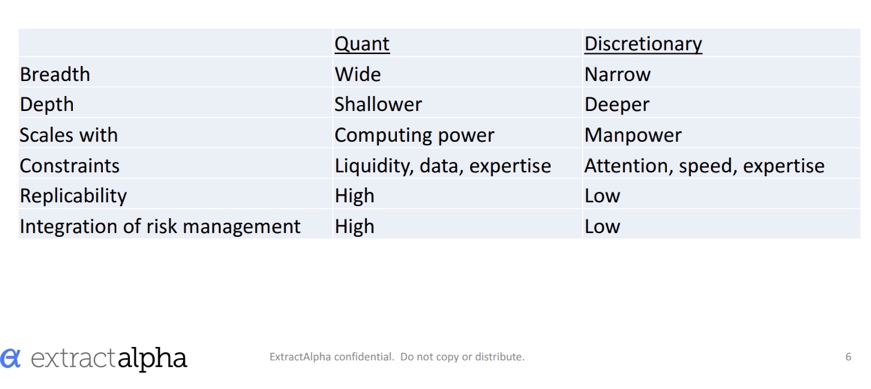 Quant Discretionary
Breadth Wide Narrow
Depth Shallower Deeper
Scales with Computing power Manpower
Constraints Liquidity, data, expertise Attention, speed, expertise
Replicability High Low
Integration of risk management High Low
extractalpha ExtractAlpha confidential. Do not copy or distribute. 6